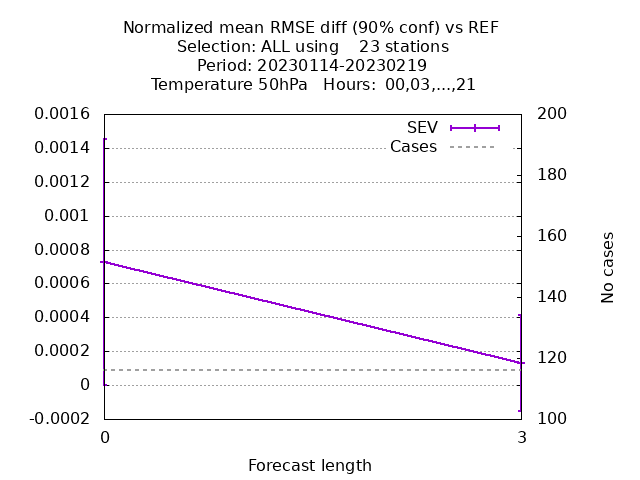 Normalized mean RMSE diff (90% conf) vs REF
Selection: ALL using    23 stations
Period: 20230114-20230219
Temperature 50hPa   Hours:  00,03,...,21
0.0016
0.0014
0.0012
0.001
0.0008
0.0006
0.0004
0.0002
0
-0.0002
SEV
Cases
200
180
160
140
120
100
No cases
0
3
Forecast length